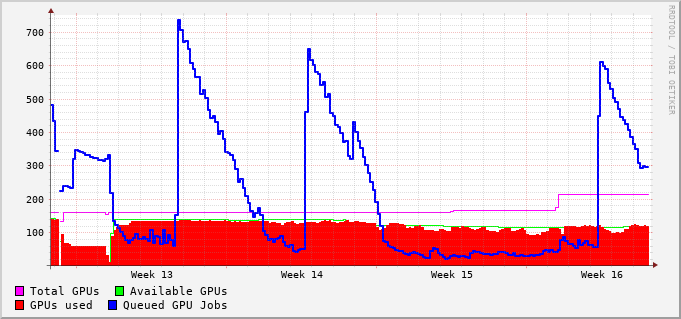 700
600
500
400
300
200
100
Week 13 Week 14 Week 15 Week 16
Total GPUs Available GPUs
GPUs used Queued GPU Jobs
RRDTOOL / TOBI OETIKER